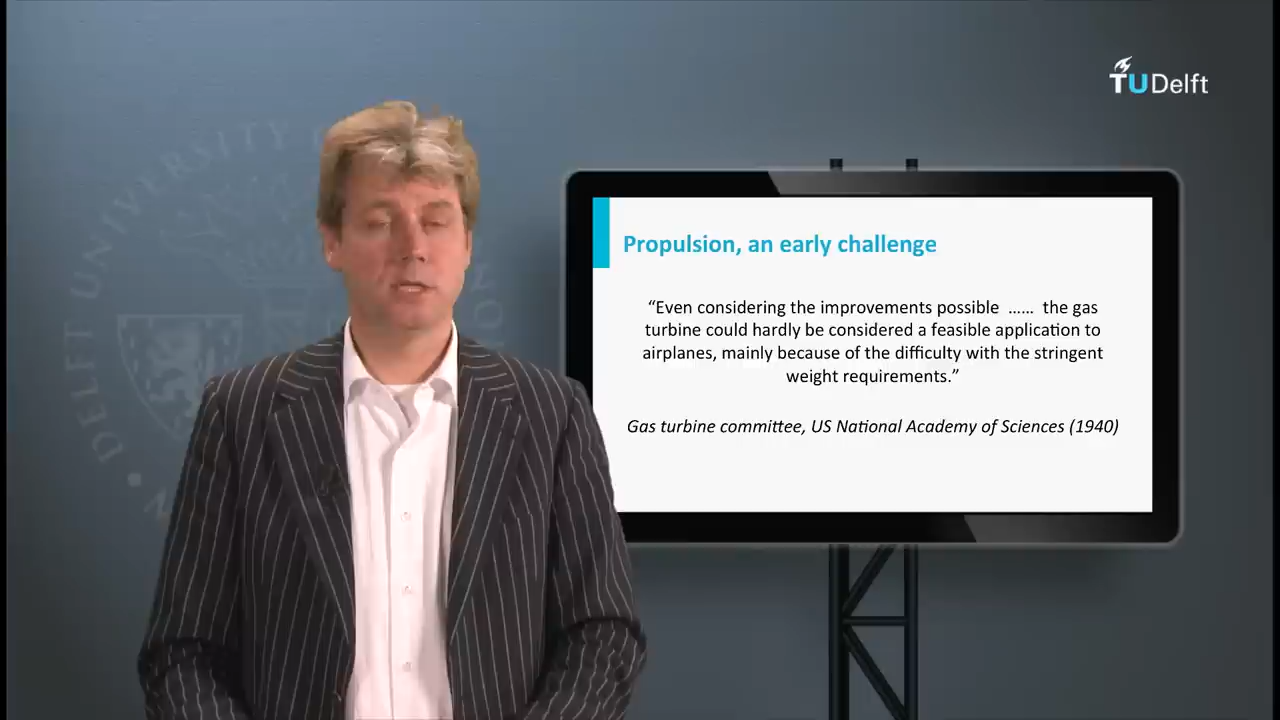 TUDelft
DELFT UNIVERSITY
Propulsion, an early challenge
“Even considering the improvements possible ...... the gas
turbine could hardly be considered a feasible application to
airplanes, mainly because of the difficulty with the stringent
weight requirements.”
Gas turbine committee, US National Academy of Sciences (1940)